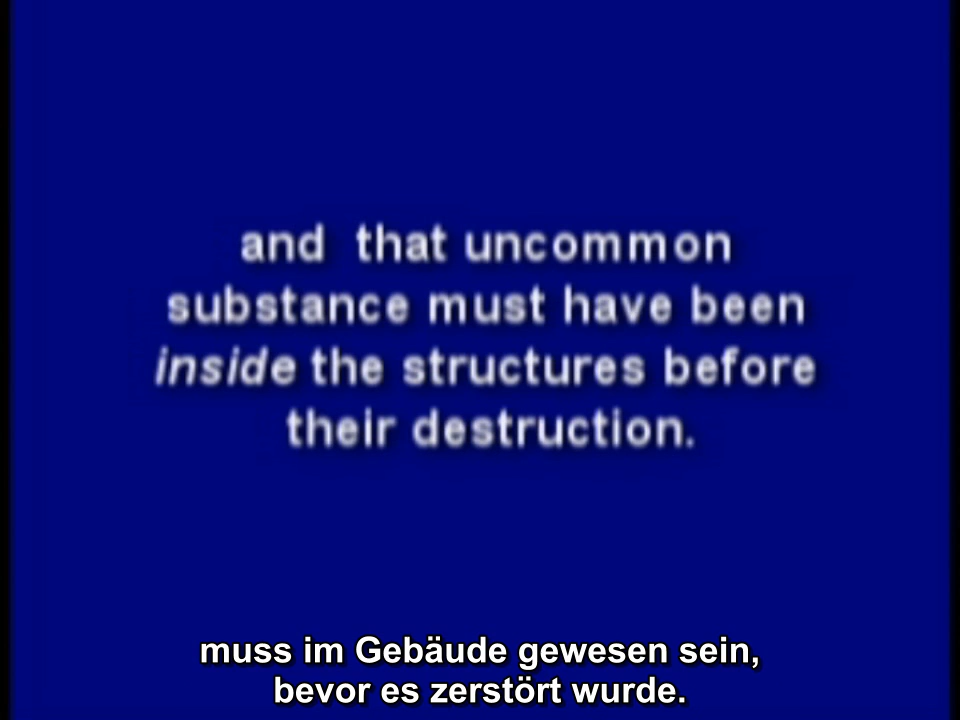 and that uncommon
substance must have been
inside the structures before
their destruction.
muss im Gebäude gewesen sein,
bevor es zerstört wurde.